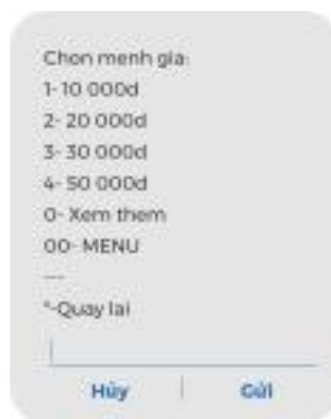 Chon menh gia:
1- 10 000d
2- 20 000d
3- 30 000d
4- 50 000d
0- Xem them
00- MENU
---
*-Quay lai
Hủy
Gửi